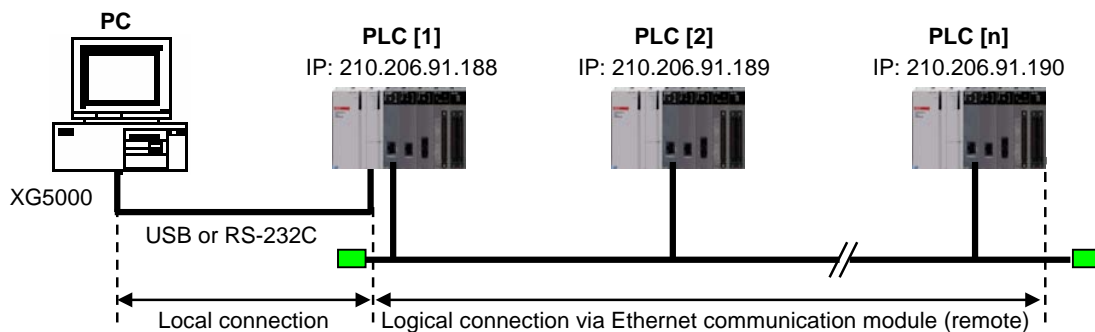 PC
PLC [1]
IP: 210.206.91.188
PLC [2]
IP: 210.206.91.189
PLC [n]
IP: 210.206.91.190
XG5000
USB or RS-232C
Local connection
Logical connection via Ethernet communication module (remote)